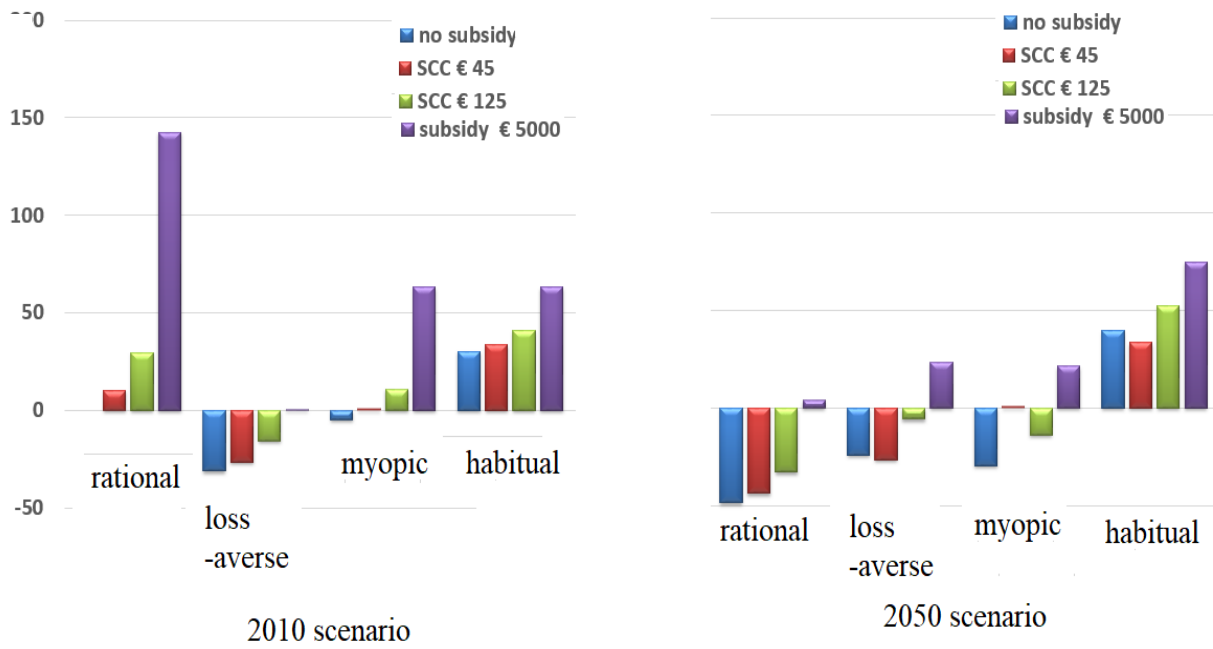 no subsidy
SCC € 45
SCC € 125
subsidy € 5000
150
100
50
0
-50
rational
loss
-averse
myopic
habitual
2010 scenario
no subsidy
SCC € 45
SCC € 125
subsidy € 5000
rational
loss
-averse
myopic
habitual
2050 scenario